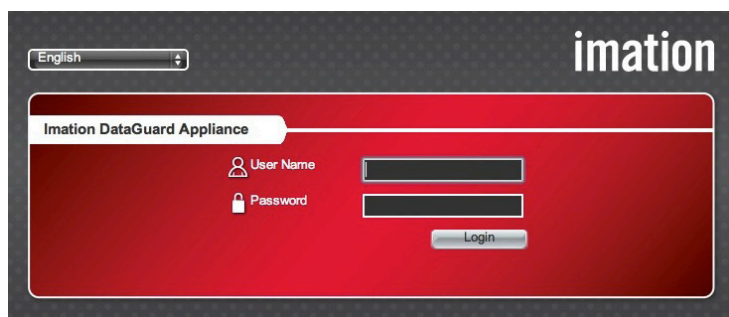 English
imation
Imation DataGuard Appliance
User Name
Password
Login